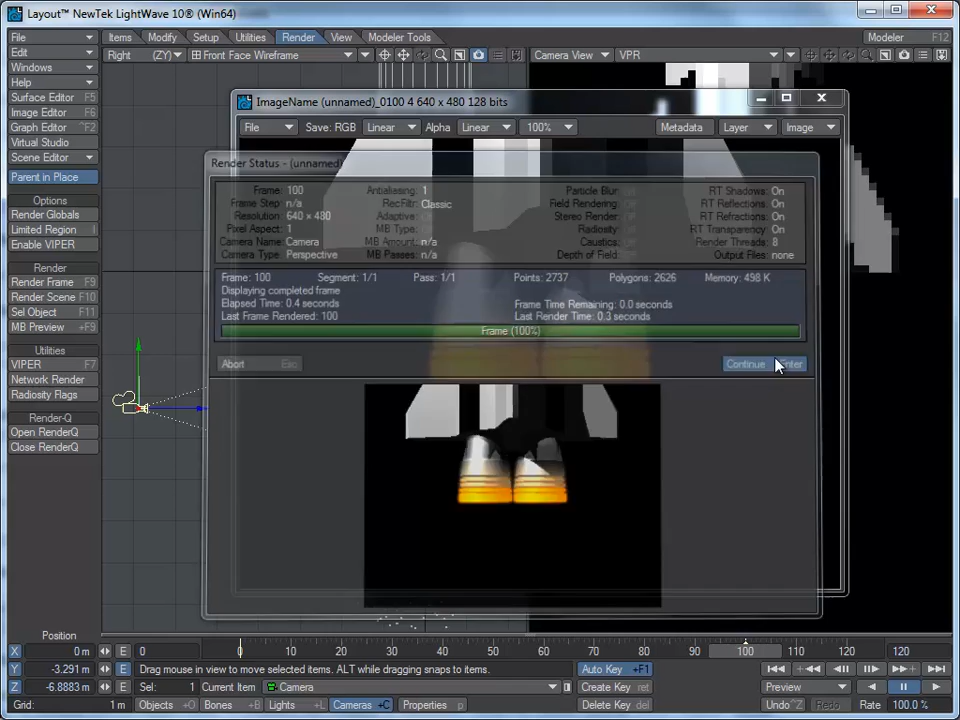 Layout™ NewTek LightWave 10® (Win64)
File
Items Modify Setup Utilities Render View Modeler Tools Modeler F12
Edit
Right (ZY) Front Face Wireframe Camera View VPR
Windows
Help
Surface Editor F5
Image Editor F6
Graph Editor ^F2
Virtual Studio
Scene Editor
Parent in Place
Options
Render Globals
Limited Region l
Enable VIPER
Render
Render Frame F9
Render Scene F10
Sel Object F11
MB Preview +F9
Utilities
VIPER F7
Network Render
Radiosity Flags
Render-Q
Open RenderQ
Close RenderQ
ImageName (unnamed)_0100 4 640 x 480 128 bits
File Save: RGB Linear Alpha Linear 100% Metadata Layer Image
Render Status - (unnamed)
Frame: 100 Antialiasing: 1 Particle Blur: RT Shadows: On
Frame Step: n/a RecFiltr: Classic Field Rendering: RT Reflections: On
Resolution: 640 × 480 Adaptive: Stereo Render: RT Refractions: On
Pixel Aspect: 1 MB Type: Radiosity: RT Transparency: On
Camera Name: Camera MB Amount: n/a Caustics: Render Threads: 8
Camera Type: Perspective MB Passes: n/a Depth of Field: Output Files: none
Frame: 100 Segment: 1/1 Pass: 1/1 Points: 2737 Polygons: 2626 Memory: 498 K
Displaying completed frame
Elapsed Time: 0.4 seconds Frame Time Remaining: 0.0 seconds
Last Frame Rendered: 100 Last Render Time: 0.3 seconds
Frame (100%)
Abort Esc Continue Enter
Position
X 0 m E 0 0 10 20 30 40 50 60 70 80 90 100 110 120 120
Y -3.291 m E Drag mouse in view to move selected items. ALT while dragging snaps to items. Auto Key +F1
Z -6.8883 m E Sel: 1 Current Item Camera Create Key ret Preview
Grid: 1 m Objects +O Bones +B Lights +L Cameras +C Properties p Delete Key Undo ^Z Redo Rate 100.0 %